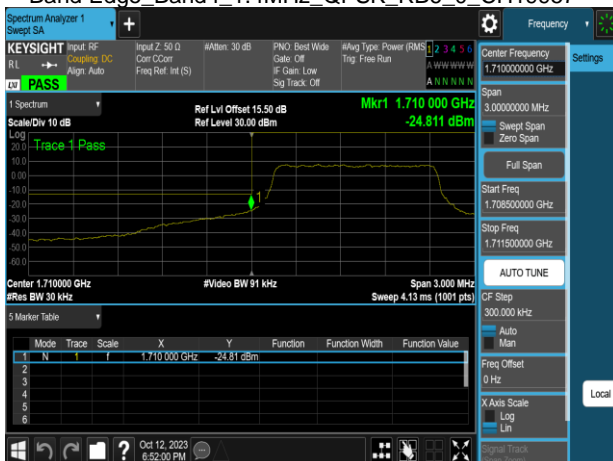 Spectrum Analyzer 1
Swept SA
Frequency
KEYSIGHT
Input: RF
Coupling: DC
Align: Auto
Input Z: 50 Ω
Corr CCorr
Freq Ref: Int (S)
#Atten: 30 dB
PNO: Best Wide
Gate: Off
IF Gain: Low
Sig Track: Off
#Avg Type: Power (RMS
Trig: Free Run
1 2 3 4 5 6
A W W W W W
A N N N N N
RL
LXI
PASS
1 Spectrum
Scale/Div 10 dB
Ref Lvl Offset 15.50 dB
Ref Level 30.00 dBm
Mkr1 1.710 000 GHz
-24.811 dBm
Log
Trace 1 Pass
20.0
10.0
0.00
-10.0
-20.0
-30.0
-40.0
-50.0
-60.0
1
Center 1.710000 GHz
#Res BW 30 kHz
#Video BW 91 kHz
Span 3.000 MHz
Sweep 4.13 ms (1001 pts)
5 Marker Table
Mode Trace Scale X Y Function Function Width Function Value
1 N 1 f 1.710 000 GHz -24.81 dBm
2
3
4
5
6
Oct 12, 2023
6:52:00 PM
Center Frequency
1.710000000 GHz
Span
3.00000000 MHz
Swept Span
Zero Span
Full Span
Start Freq
1.708500000 GHz
Stop Freq
1.711500000 GHz
AUTO TUNE
CF Step
300.000 kHz
Auto
Man
Freq Offset
0 Hz
X Axis Scale
Log
Lin
Signal Track
Settings
Local